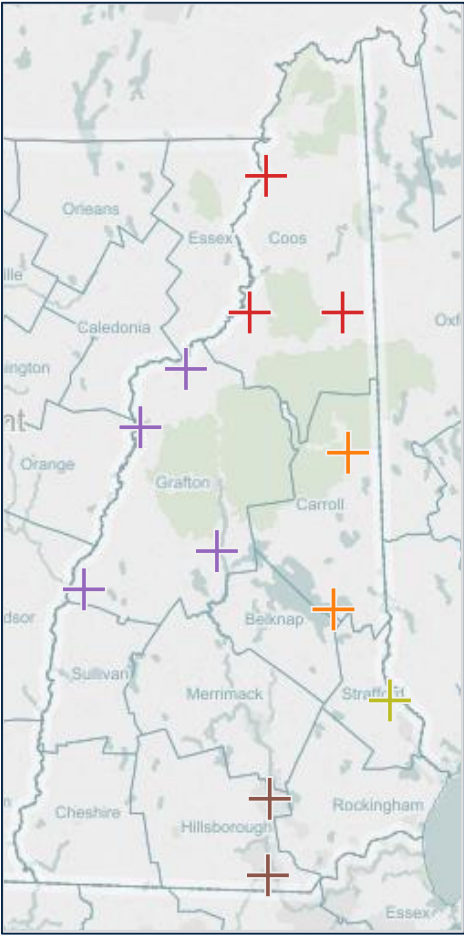 Orleans
Essex
Coos
ille
Caledonia
Oxf
ington
nt
Orange
Grafton
Carroll
dsor
Belknap
Sullivan
Merrimack
Strafford
Cheshire
Hillsborough
Rockingham
Essex